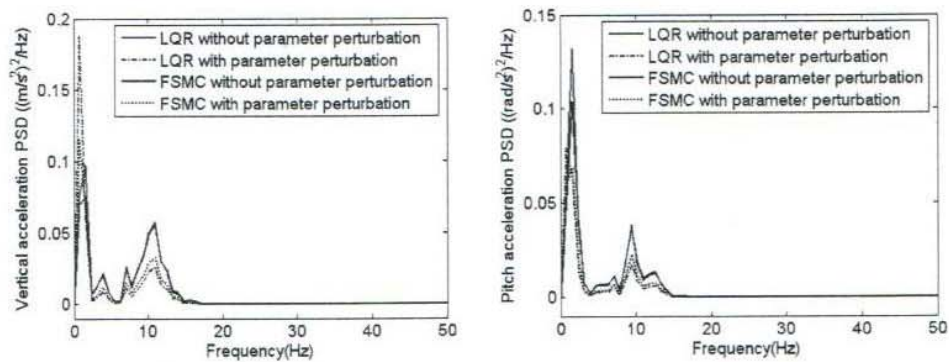 0.2
0.15
0.1
0.05
0
Vertical acceleration PSD ((m/s²)²/Hz)
LQR without parameter perturbation
LQR with parameter perturbation
FSMC without parameter perturbation
FSMC with parameter perturbation
0 10 20 30 40 50
Frequency(Hz)
0.15
0.1
0.05
0
Pitch acceleration PSD ((rad/s²)²/Hz)
LQR without parameter perturbation
LQR with parameter perturbation
FSMC without parameter perturbation
FSMC with parameter perturbation
0 10 20 30 40 50
Frequency(Hz)